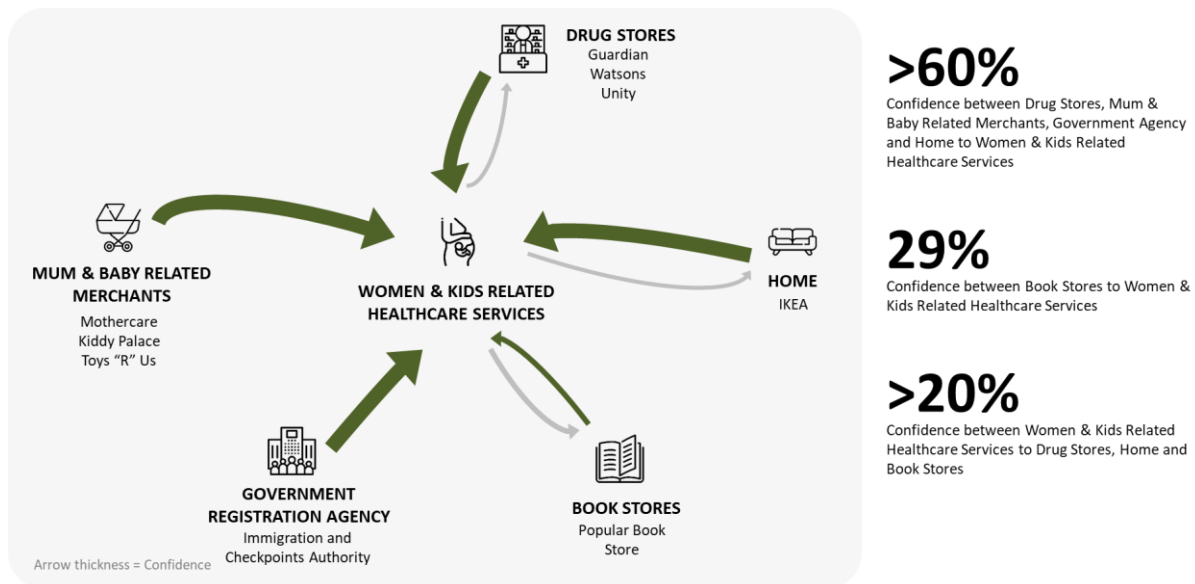 DRUG STORES
Guardian
Watsons
Unity
MUM & BABY RELATED
MERCHANTS
Mothercare
Kiddy Palace
Toys “R” Us
WOMEN & KIDS RELATED
HEALTHCARE SERVICES
HOME
IKEA
GOVERNMENT
REGISTRATION AGENCY
Immigration and
Checkpoints Authority
BOOK STORES
Popular Book
Store
Arrow thickness = Confidence
>60%
Confidence between Drug Stores, Mum &
Baby Related Merchants, Government Agency
and Home to Women & Kids Related
Healthcare Services
29%
Confidence between Book Stores to Women &
Kids Related Healthcare Services
>20%
Confidence between Women & Kids Related
Healthcare Services to Drug Stores, Home and
Book Stores